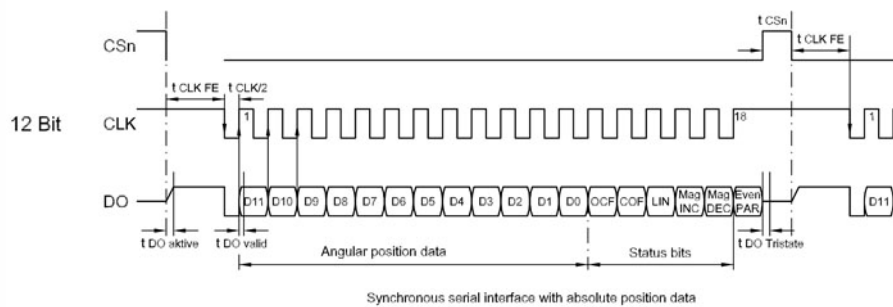 t CSn
CSn
t CLK FE
t CLK FE
t CLK/2
12 Bit
CLK
1
18
1
DO
D11
D10
D9
D8
D7
D6
D5
D4
D3
D2
D1
D0
OCF
COF
LIN
Mag
INC
Mag
DEC
Even
PAR
D11
t DO aktive
t DO valid
t DO Tristate
Angular position data
Status bits
Synchronous serial interface with absolute position data